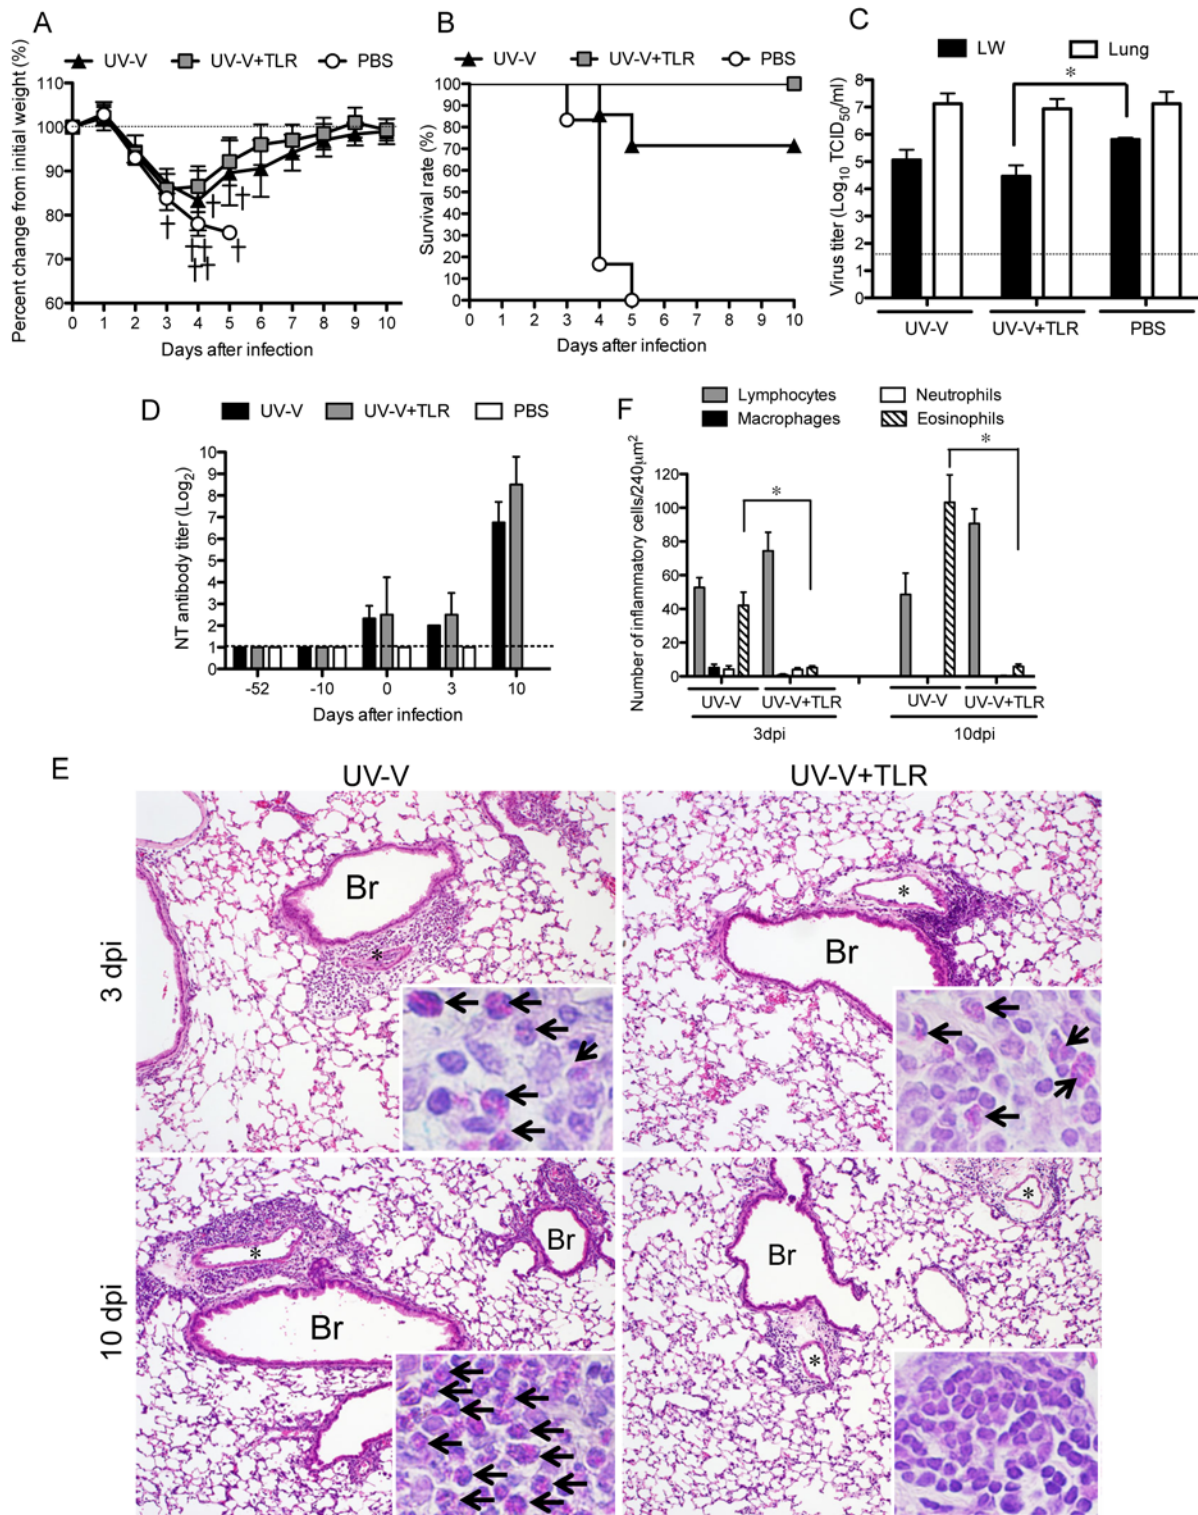 A
UV-V UV-V+TLR PBS
Percent change from initial weight (%)
110
100
90
80
70
60
† † † † † † † †
0 1 2 3 4 5 6 7 8 9 10
Days after infection
B
UV-V UV-V+TLR PBS
Survival rate (%)
100
90
80
70
60
50
40
30
20
10
0
0 1 2 3 4 5 6 7 8 9 10
Days after infection
C
LW Lung
Virus titer (Log10 TCID50/ml)
8
7
6
5
4
3
2
1
0
*
UV-V UV-V+TLR PBS
D
UV-V UV-V+TLR PBS
NT antibody titer (Log2)
10
9
8
7
6
5
4
3
2
1
0
-52 -10 0 3 10
Days after infection
F
Lymphocytes Neutrophils
Macrophages Eosinophils
Number of inflammatory cells/240μm²
120
100
80
60
40
20
0
* *
UV-V UV-V+TLR UV-V UV-V+TLR
3dpi 10dpi
E
UV-V UV-V+TLR
3 dpi
Br
*
*
Br
10 dpi
*
Br
Br
Br
*
*